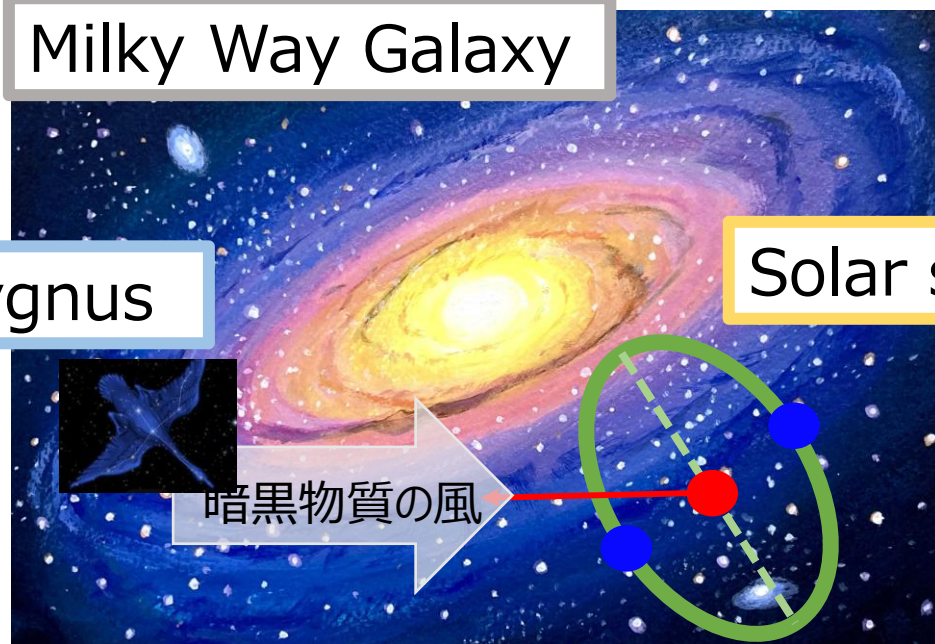 Milky Way Galaxy
ygnus
Solar s
暗黒物質の風